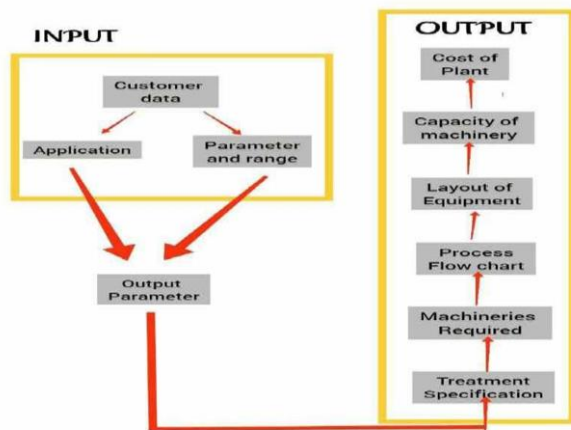 INPUT
Customer
data
Application
Parameter
and range
Output
Parameter
OUTPUT
Cost of
Plant
Capacity of
machinery
Layout of
Equipment
Process
Flow chart
Machineries
Required
Treatment
Specification